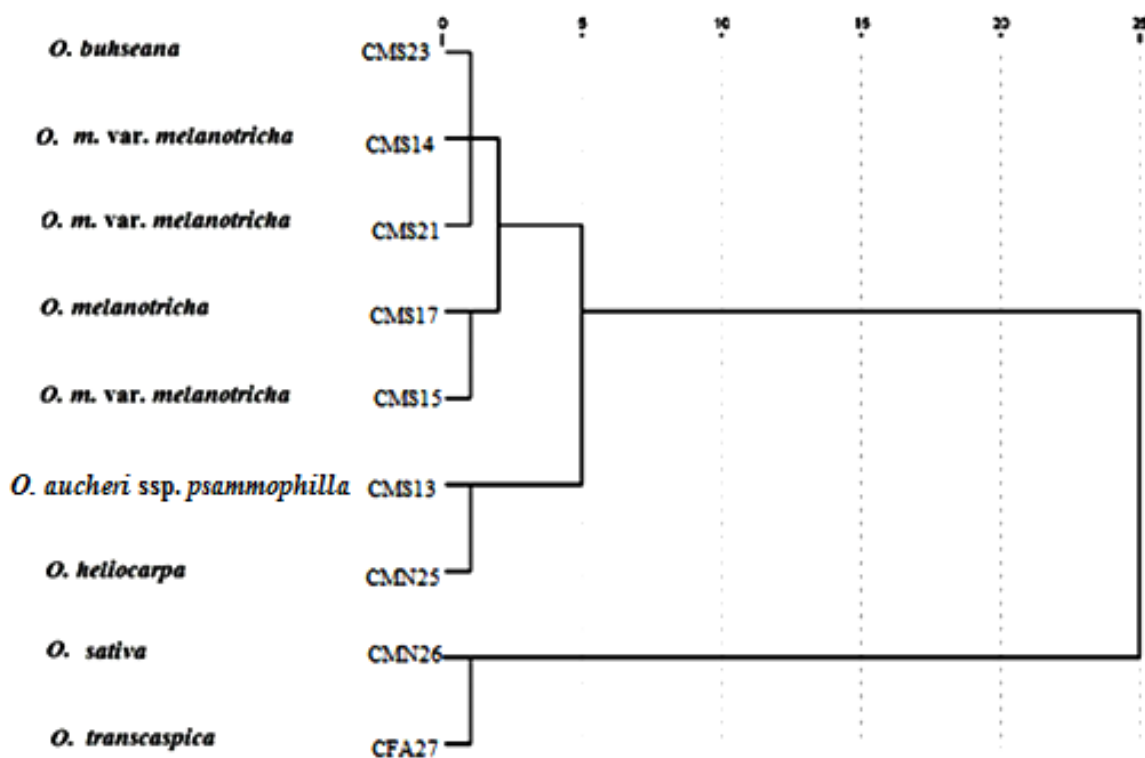 0 5 10 15 20 25
O. buhseana CMS23
O. m. var. melanotricha CMS14
O. m. var. melanotricha CMS21
O. melanotricha CMS17
O. m. var. melanotricha CMS15
O. aucheri ssp. psammophilla CMS13
O. heliocarpa CMN25
O. sativa CMN26
O. transcaspica CFA27